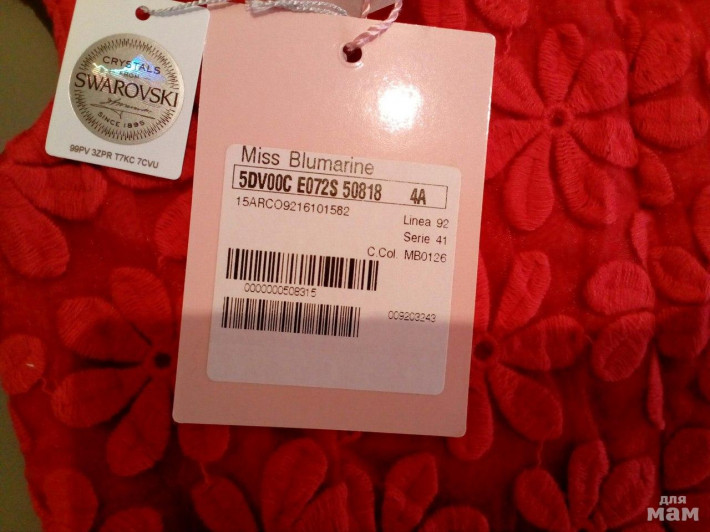 CRYSTALS
FROM
SWAROVSKI
SINCE 1895
99PV 3ZPR T7KC 7CVU
Miss Blumarine
5DV00C E072S 50818 4A
15ARCO9216101582
Linea 92
Serie 41
C.Col. MB0126
0000000508315
009203243
для
мам